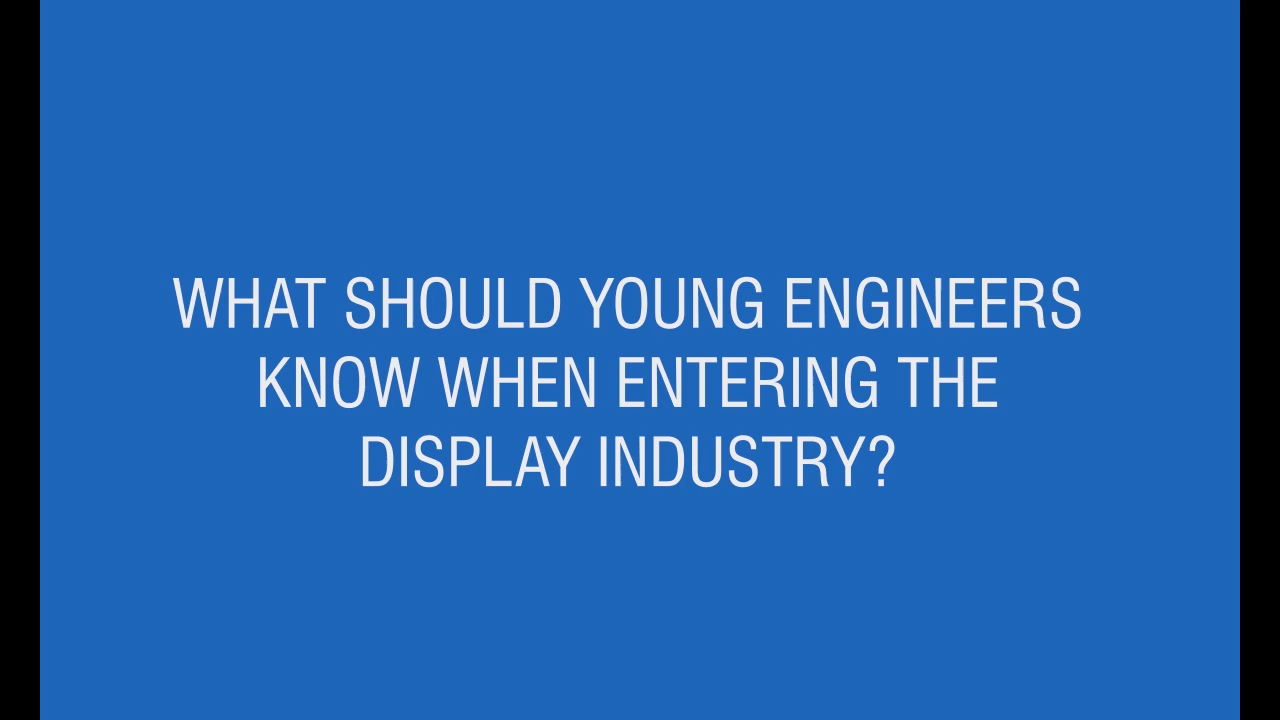 WHAT SHOULD YOUNG ENGINEERS
KNOW WHEN ENTERING THE
DISPLAY INDUSTRY?